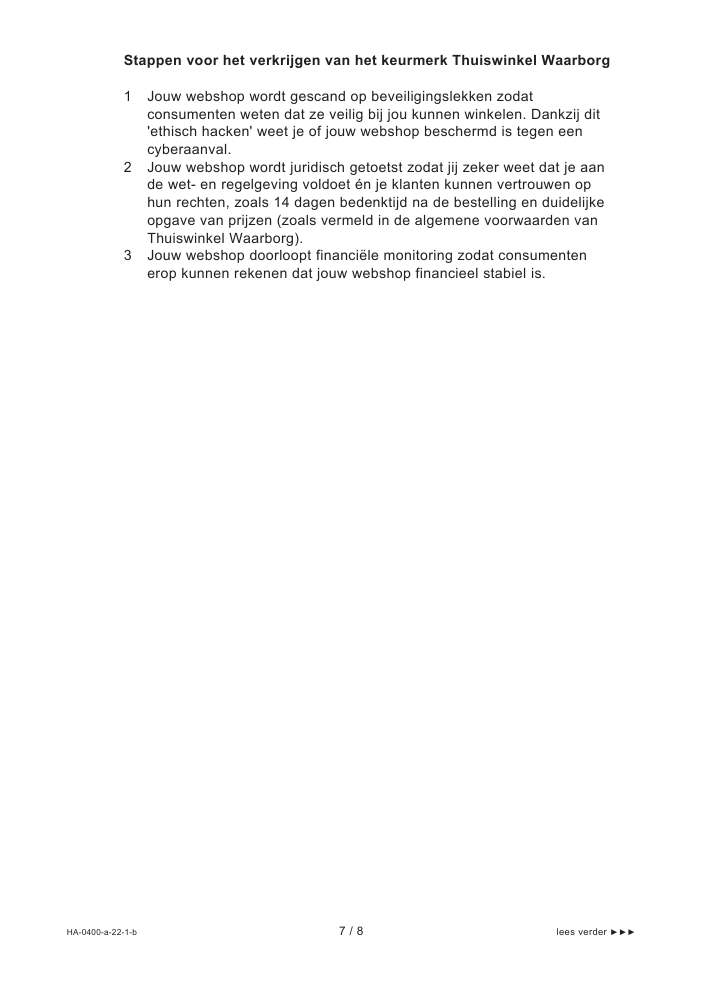 Stappen voor het verkrijgen van het keurmerk Thuiswinkel Waarborg
1 Jouw webshop wordt gescand op beveiligingslekken zodat
consumenten weten dat ze veilig bij jou kunnen winkelen. Dankzij dit
'ethisch hacken' weet je of jouw webshop beschermd is tegen een
cyberaanval.
2 Jouw webshop wordt juridisch getoetst zodat jij zeker weet dat je aan
de wet- en regelgeving voldoet én je klanten kunnen vertrouwen op
hun rechten, zoals 14 dagen bedenktijd na de bestelling en duidelijke
opgave van prijzen (zoals vermeld in de algemene voorwaarden van
Thuiswinkel Waarborg).
3 Jouw webshop doorloopt financiële monitoring zodat consumenten
erop kunnen rekenen dat jouw webshop financieel stabiel is.
HA-0400-a-22-1-b 7 / 8 lees verder ►►►